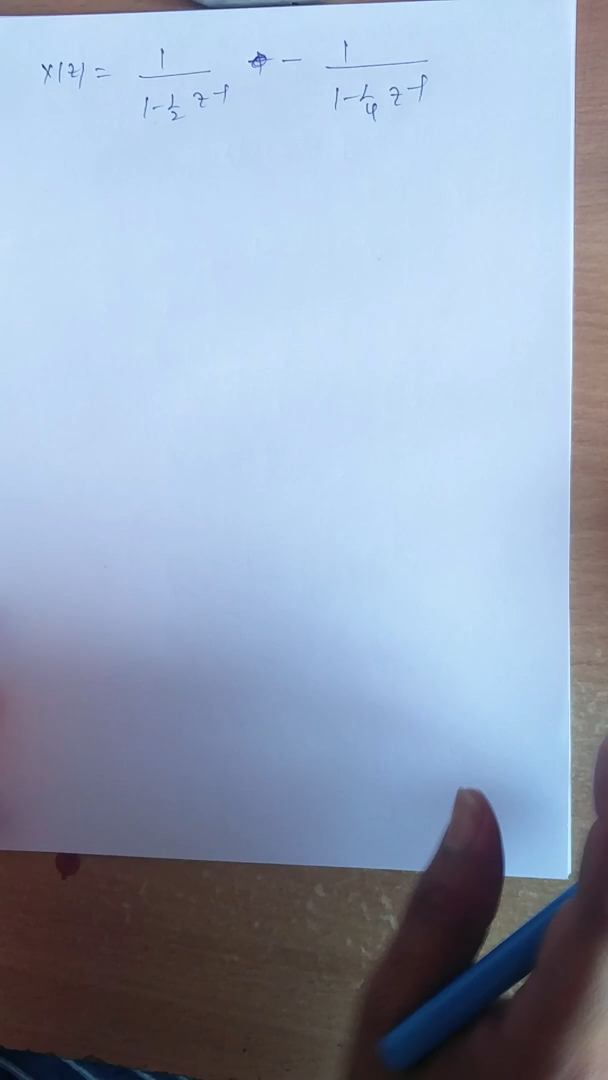 X(z) = 1/(1-1/2 z^-1) - 1/(1-1/4 z^-1)